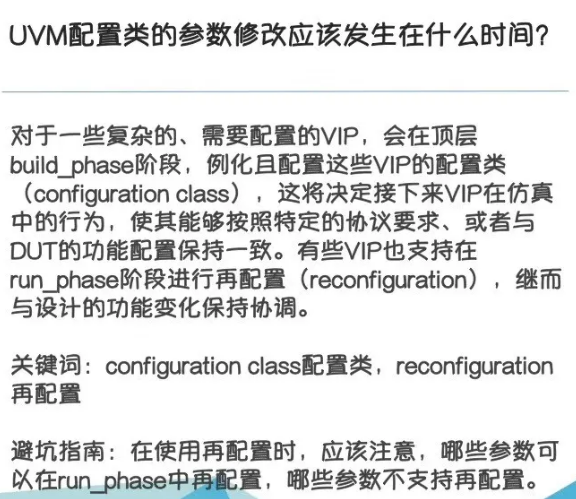 UVM配置类的参数修改应该发生在什么时间？
对于一些复杂的、需要配置的VIP，会在顶层
build_phase阶段，例化且配置这些VIP的配置类
（configuration class），这将决定接下来VIP在仿真
中的行为，使其能够按照特定的协议要求、或者与
DUT的功能配置保持一致。有些VIP也支持在
run_phase阶段进行再配置（reconfiguration），继而
与设计的功能变化保持协调。
关键词：configuration class配置类，reconfiguration
再配置
避坑指南：在使用再配置时，应该注意，哪些参数可
以在run_phase中再配置，哪些参数不支持再配置。